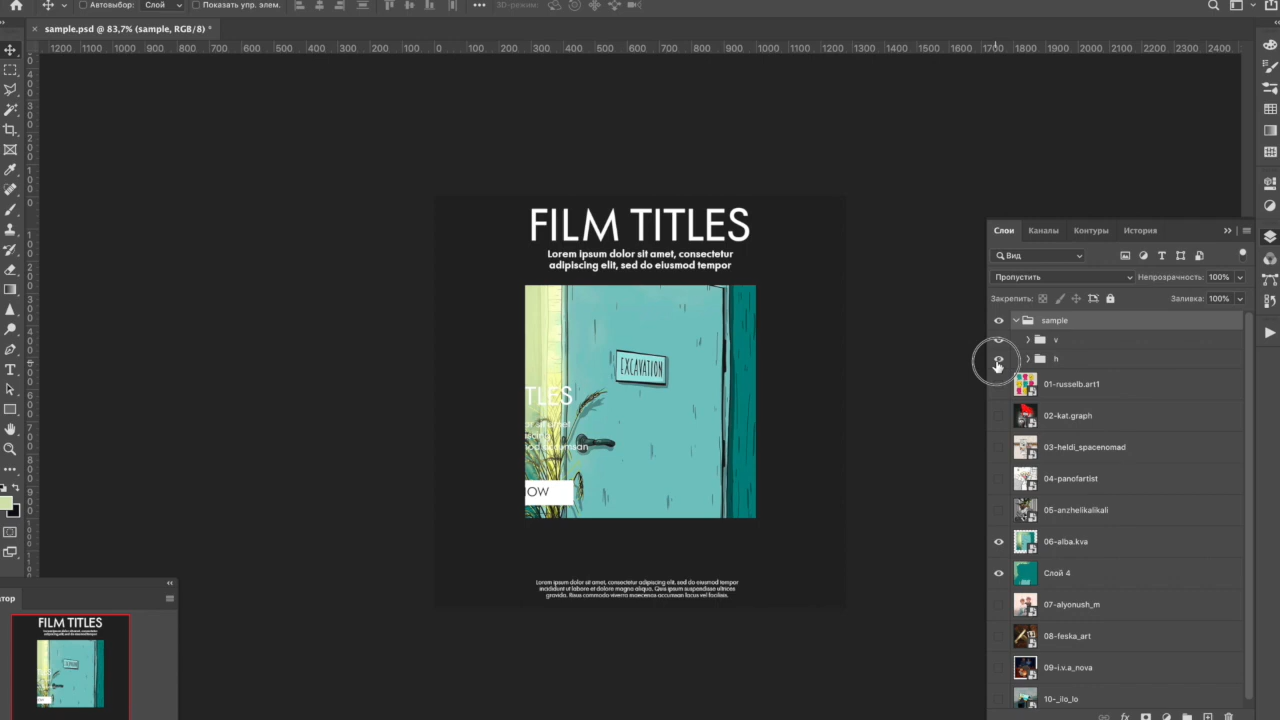 Автовыбор: Слой Показать упр. элем. 3D-режим:
× sample.psd @ 83,7% (sample, RGB/8) *
1200 1100 1000 900 800 700 600 500 400 300 200 100 0 100 200 300 400 500 600 700 800 900 1000 1100 1200 1300 1400 1500 1600 1700 1800 1900 2000 2100 2200 2300 2400
FILM TITLES
Lorem ipsum dolor sit amet, consectetur
adipiscing elit, sed do eiusmod tempor
EXCAVATION
TLES
Lorem ipsum dolor sit amet, consectetur adipiscing elit, sed do eiusmod tempor
incididunt ut labore et dolore magna aliqua. Quis ipsum suspendisse ultrices
gravida. Risus commodo viverra maecenas accumsan lacus vel facilisis.
Слои Каналы Контуры История
Вид
Пропустить Непрозрачность: 100%
Закрепить: Заливка: 100%
sample
v
h
01-russelb.art1
02-kat.graph
03-heldi_spacenomad
04-panofartist
05-anzhelikalikali
06-alba.kva
Слой 4
07-alyonush_m
08-feska_art
09-i.v.a_nova
10-_ilo_lo
FILM TITLES